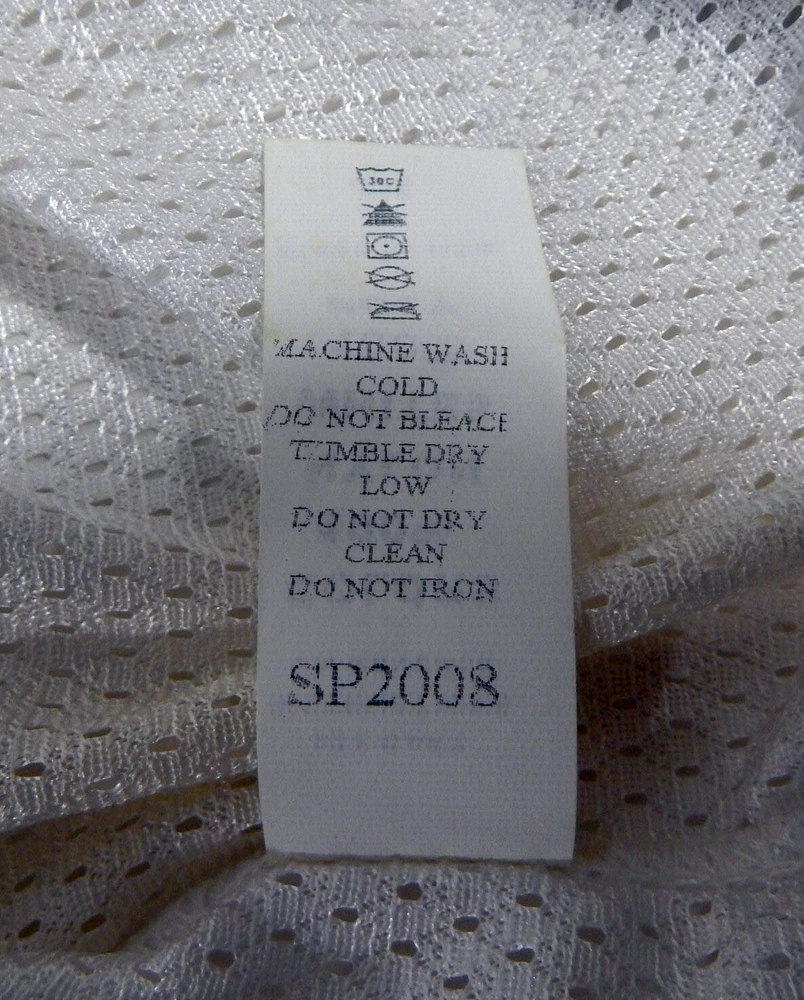 30C
MACHINE WASH
COLD
DO NOT BLEACH
TUMBLE DRY
LOW
DO NOT DRY
CLEAN
DO NOT IRON
SP2008